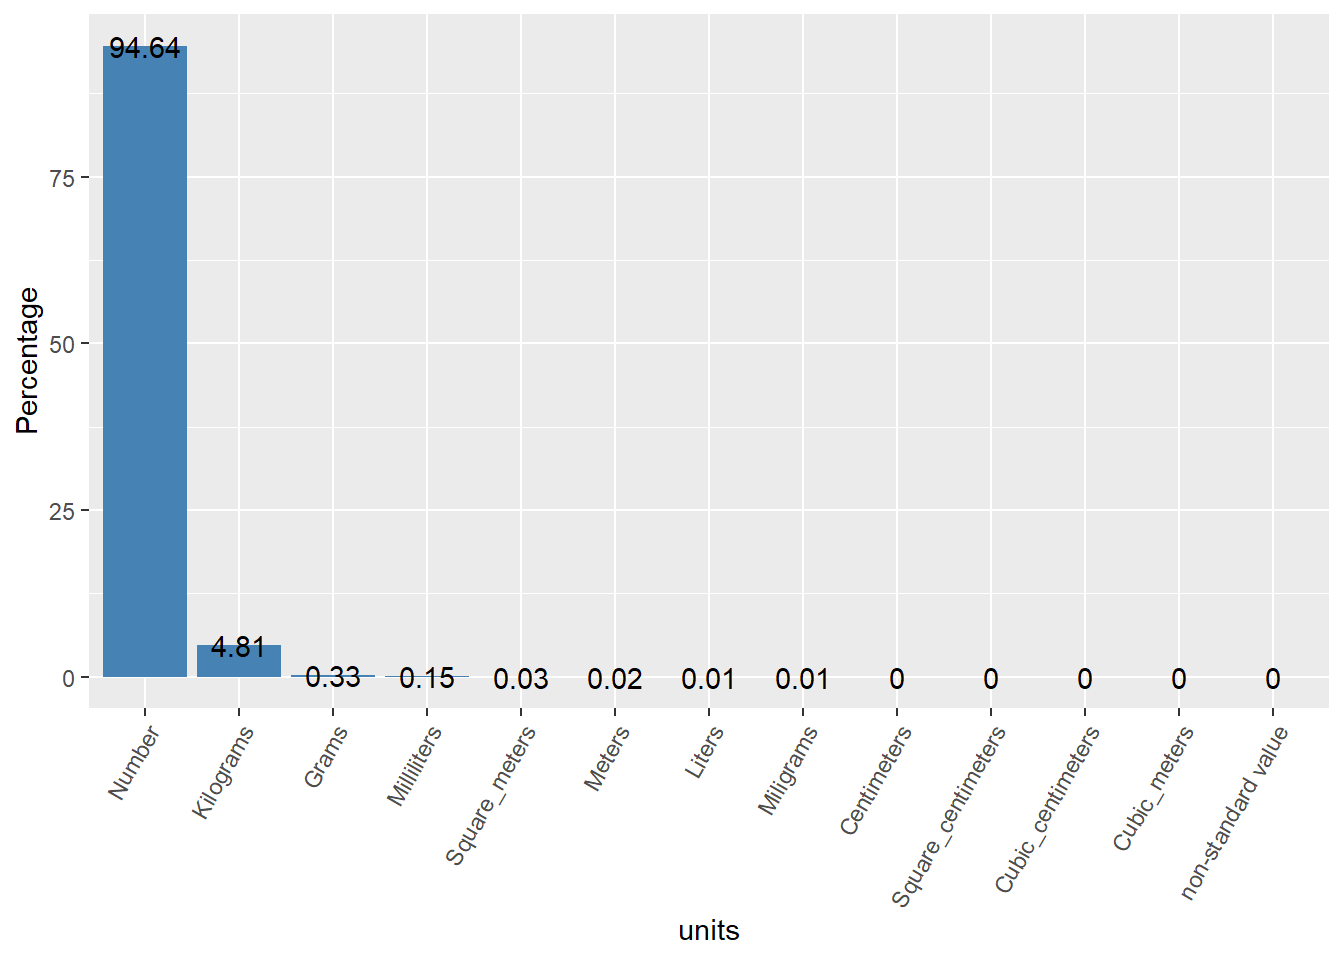 Percentage
75
50
25
0
94.64
4.81
0.33
0.15
0.03
0.02
0.01
0.01
0
0
0
0
0
Number
Kilograms
Grams
Milliliters
Square_meters
Meters
Liters
Miligrams
Centimeters
Square_centimeters
Cubic_centimeters
Cubic_meters
non-standard value
units